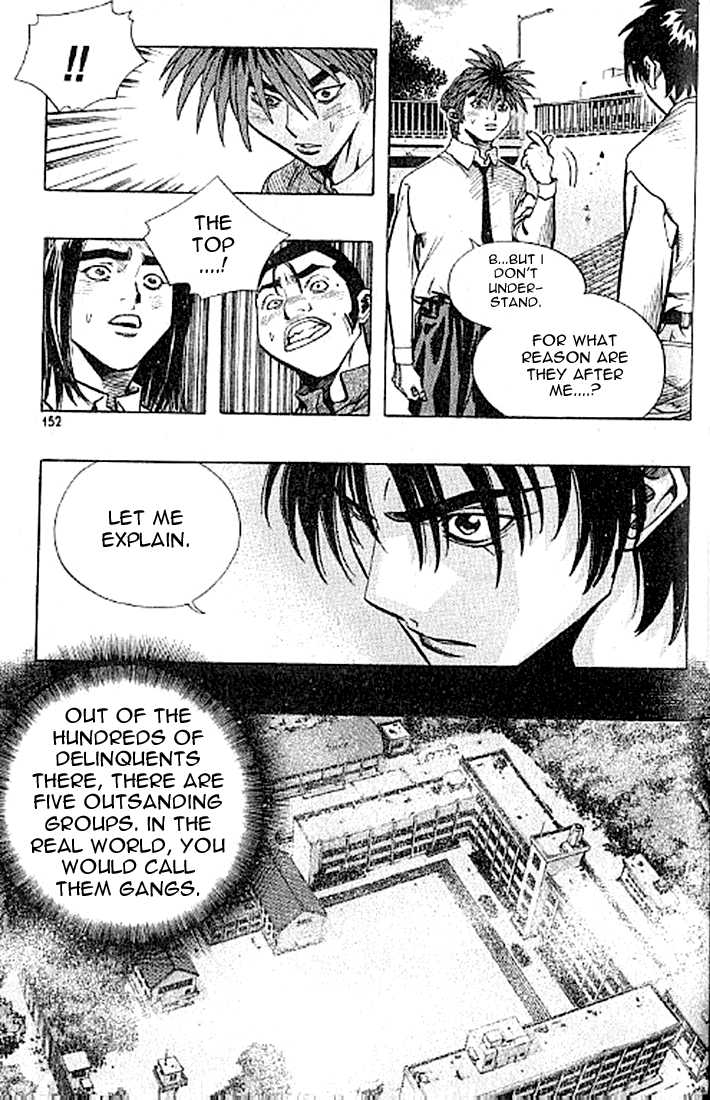 !!
THE
TOP
....!
B...BUT I
DON'T
UNDER-
STAND.
FOR WHAT
REASON ARE
THEY AFTER
ME....?
152
LET ME
EXPLAIN.
OUT OF THE
HUNDREDS OF
DELINQUENTS
THERE, THERE ARE
FIVE OUTSANDING
GROUPS. IN THE
REAL WORLD, YOU
WOULD CALL
THEM GANGS.